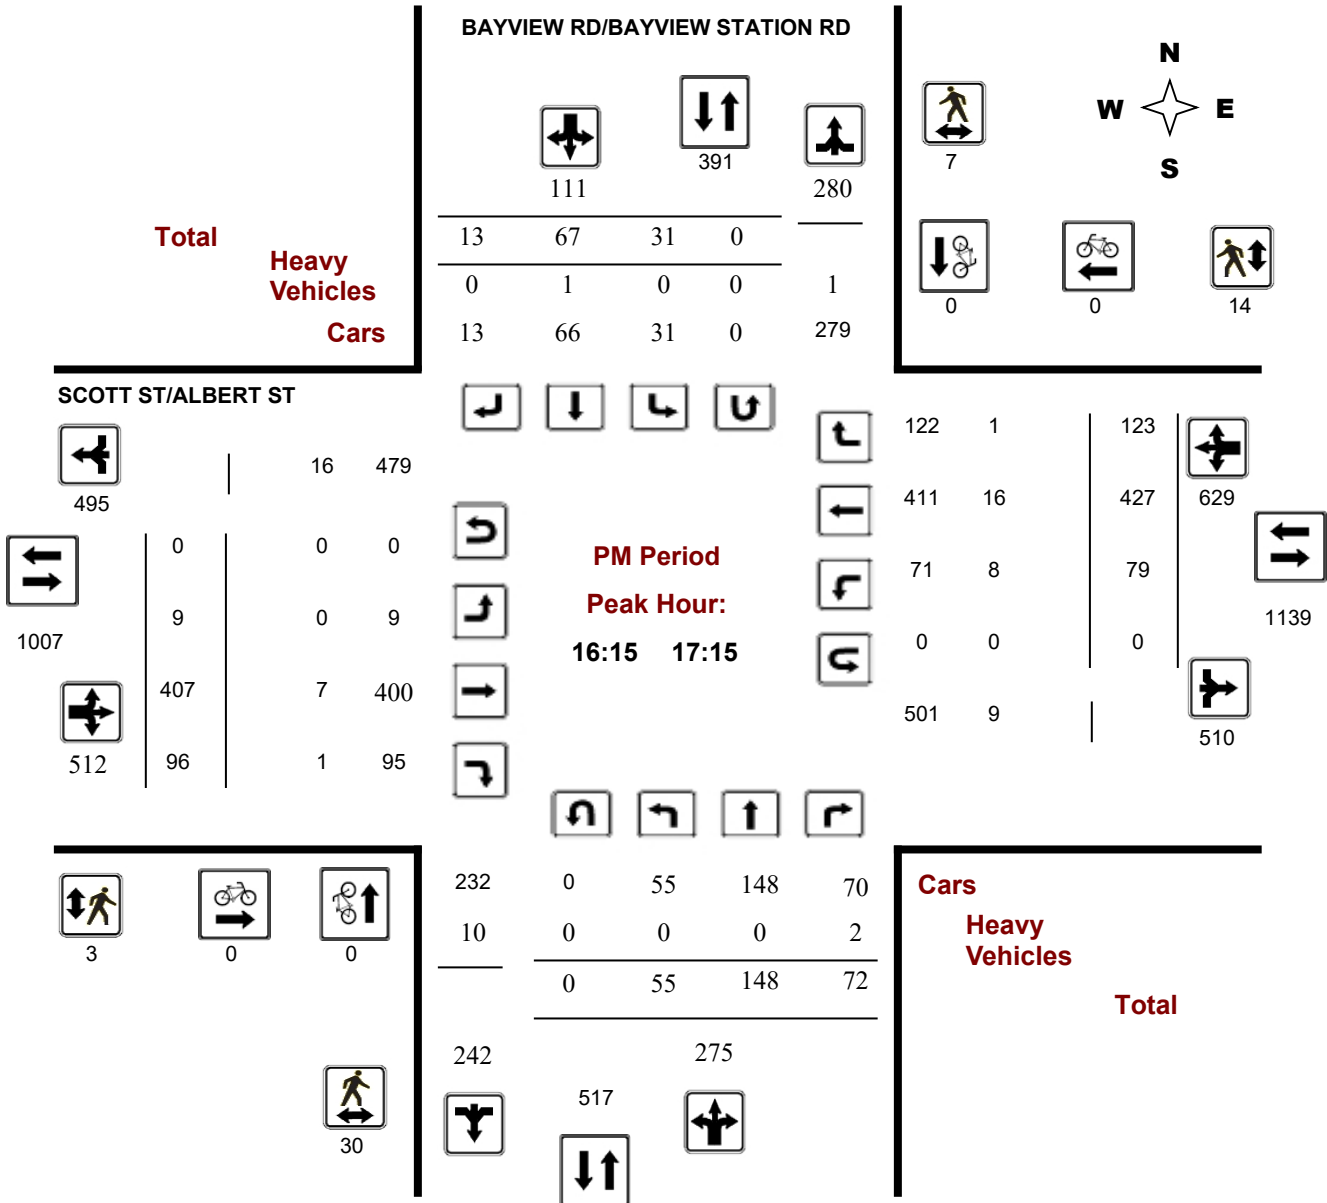 BAYVIEW RD/BAYVIEW STATION RD
N
W E
S
391
7
111
280
Total
13 67 31 0
Heavy
Vehicles
0 1 0 0 1
0 0 14
Cars
13 66 31 0 279
SCOTT ST/ALBERT ST
122 1 123
16 479
495
411 16 427 629
0 0 0
PM Period
71 8 79
9 0 9
Peak Hour:
1139
1007
16:15 17:15
0 0 0
407 7 400
501 9
510
512 96 1 95
232 0 55 148 70
Cars
10 0 0 0 2
Heavy
Vehicles
3 0 0
0 55 148 72
Total
242 275
517
30